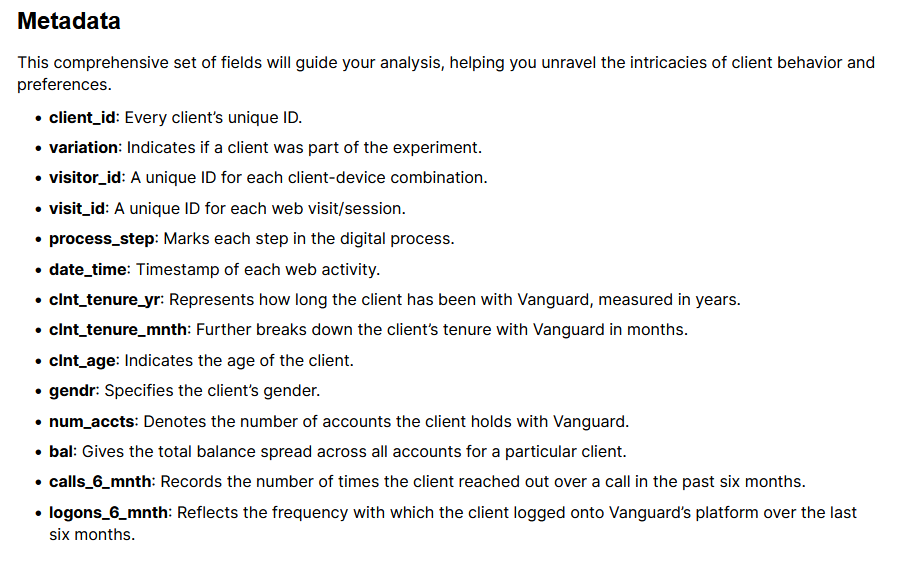 Metadata
This comprehensive set of fields will guide your analysis, helping you unravel the intricacies of client behavior and
preferences.
• client_id: Every client’s unique ID.
• variation: Indicates if a client was part of the experiment.
• visitor_id: A unique ID for each client-device combination.
• visit_id: A unique ID for each web visit/session.
• process_step: Marks each step in the digital process.
• date_time: Timestamp of each web activity.
• clnt_tenure_yr: Represents how long the client has been with Vanguard, measured in years.
• clnt_tenure_mnth: Further breaks down the client’s tenure with Vanguard in months.
• clnt_age: Indicates the age of the client.
• gendr: Specifies the client’s gender.
• num_accts: Denotes the number of accounts the client holds with Vanguard.
• bal: Gives the total balance spread across all accounts for a particular client.
• calls_6_mnth: Records the number of times the client reached out over a call in the past six months.
• logons_6_mnth: Reflects the frequency with which the client logged onto Vanguard’s platform over the last
six months.